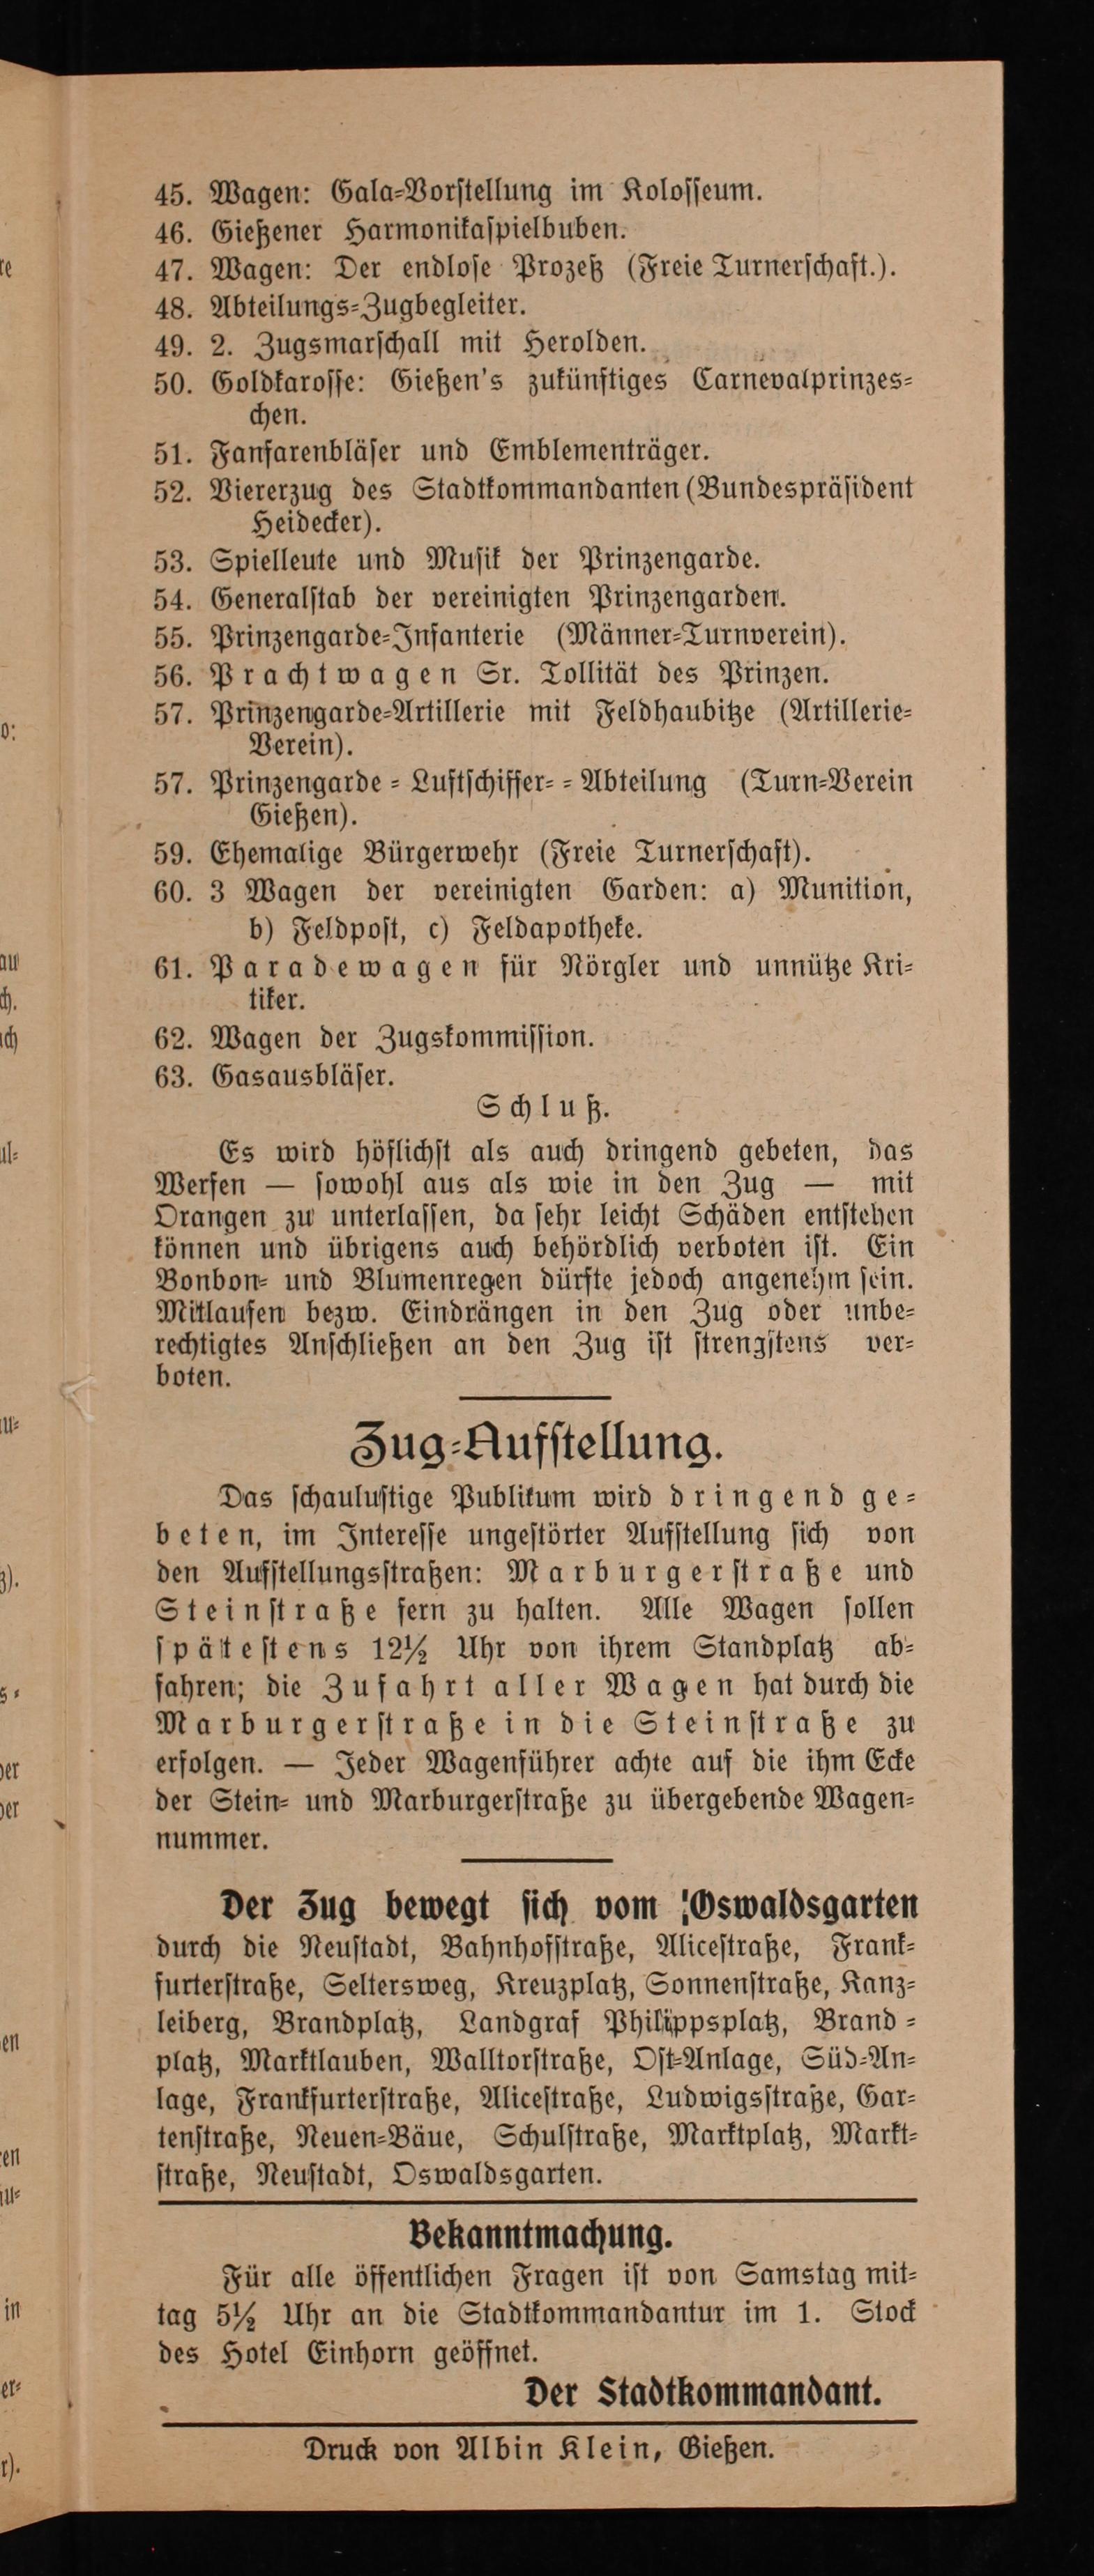 45. Wagen: Gala-Vorstellung im Kolosseum.
46. Gießener Harmonikaspielbuben.
47. Wagen: Der endlose Prozeß (Freie Turnerschaft.).
48. Abteilungs-Zugbegleiter.
49. 2. Zugsmarschall mit Herolden.
50. Goldkarosse: Gießen's zukünftiges Carnevalprinzes-
chen.
51. Fanfarenbläser und Emblementräger.
52. Viererzug des Stadtkommandanten (Bundespräsident
Heidecker).
53. Spielleute und Musik der Prinzengarde.
54. Generalstab der vereinigten Prinzengarden.
55. Prinzengarde-Infanterie (Männer-Turnverein).
56. Prachtwagen Sr. Tollität des Prinzen.
57. Prinzengarde-Artillerie mit Feldhaubitze (Artillerie-
Verein).
57. Prinzengarde - Luftschiffer- - Abteilung (Turn-Verein
Gießen).
59. Ehemalige Bürgerwehr (Freie Turnerschaft).
60. 3 Wagen der vereinigten Garden: a) Munition,
b) Feldpost, c) Feldapotheke.
61. Paradewagen für Nörgler und unnütze Kri-
tiker.
62. Wagen der Zugskommission.
63. Gasausbläser.
Schluß.
Es wird höflichst als auch dringend gebeten, das
Werfen — sowohl aus als wie in den Zug — mit
Orangen zu unterlassen, da sehr leicht Schäden entstehen
können und übrigens auch behördlich verboten ist. Ein
Bonbon- und Blumenregen dürfte jedoch angenehm sein.
Mitlaufen bezw. Eindrängen in den Zug oder unbe-
rechtigtes Anschließen an den Zug ist strengstens ver-
boten.
Zug-Aufstellung.
Das schaulustige Publikum wird dringend ge-
beten, im Interesse ungestörter Aufstellung sich von
den Aufstellungsstraßen: Marburgerstraße und
Steinstraße fern zu halten. Alle Wagen sollen
spätestens 12½ Uhr von ihrem Standplatz ab-
fahren; die Zufahrt aller Wagen hat durch die
Marburgerstraße in die Steinstraße zu
erfolgen. — Jeder Wagenführer achte auf die ihm Ecke
der Stein- und Marburgerstraße zu übergebende Wagen-
nummer.
Der Zug bewegt sich vom Oswaldsgarten
durch die Neustadt, Bahnhofstraße, Alicestraße, Frank-
furterstraße, Seltersweg, Kreuzplatz, Sonnenstraße, Kanz-
leiberg, Brandplatz, Landgraf Philippsplatz, Brand-
platz, Marktlauben, Walltorstraße, Ost-Anlage, Süd-An-
lage, Frankfurterstraße, Alicestraße, Ludwigsstraße, Gar-
tenstraße, Neuen-Bäue, Schulstraße, Marktplatz, Markt-
straße, Neustadt, Oswaldsgarten.
Bekanntmachung.
Für alle öffentlichen Fragen ist von Samstag mit-
tag 5½ Uhr an die Stadtkommandantur im 1. Stock
des Hotel Einhorn geöffnet.
Der Stadtkommandant.
Druck von Albin Klein, Gießen.